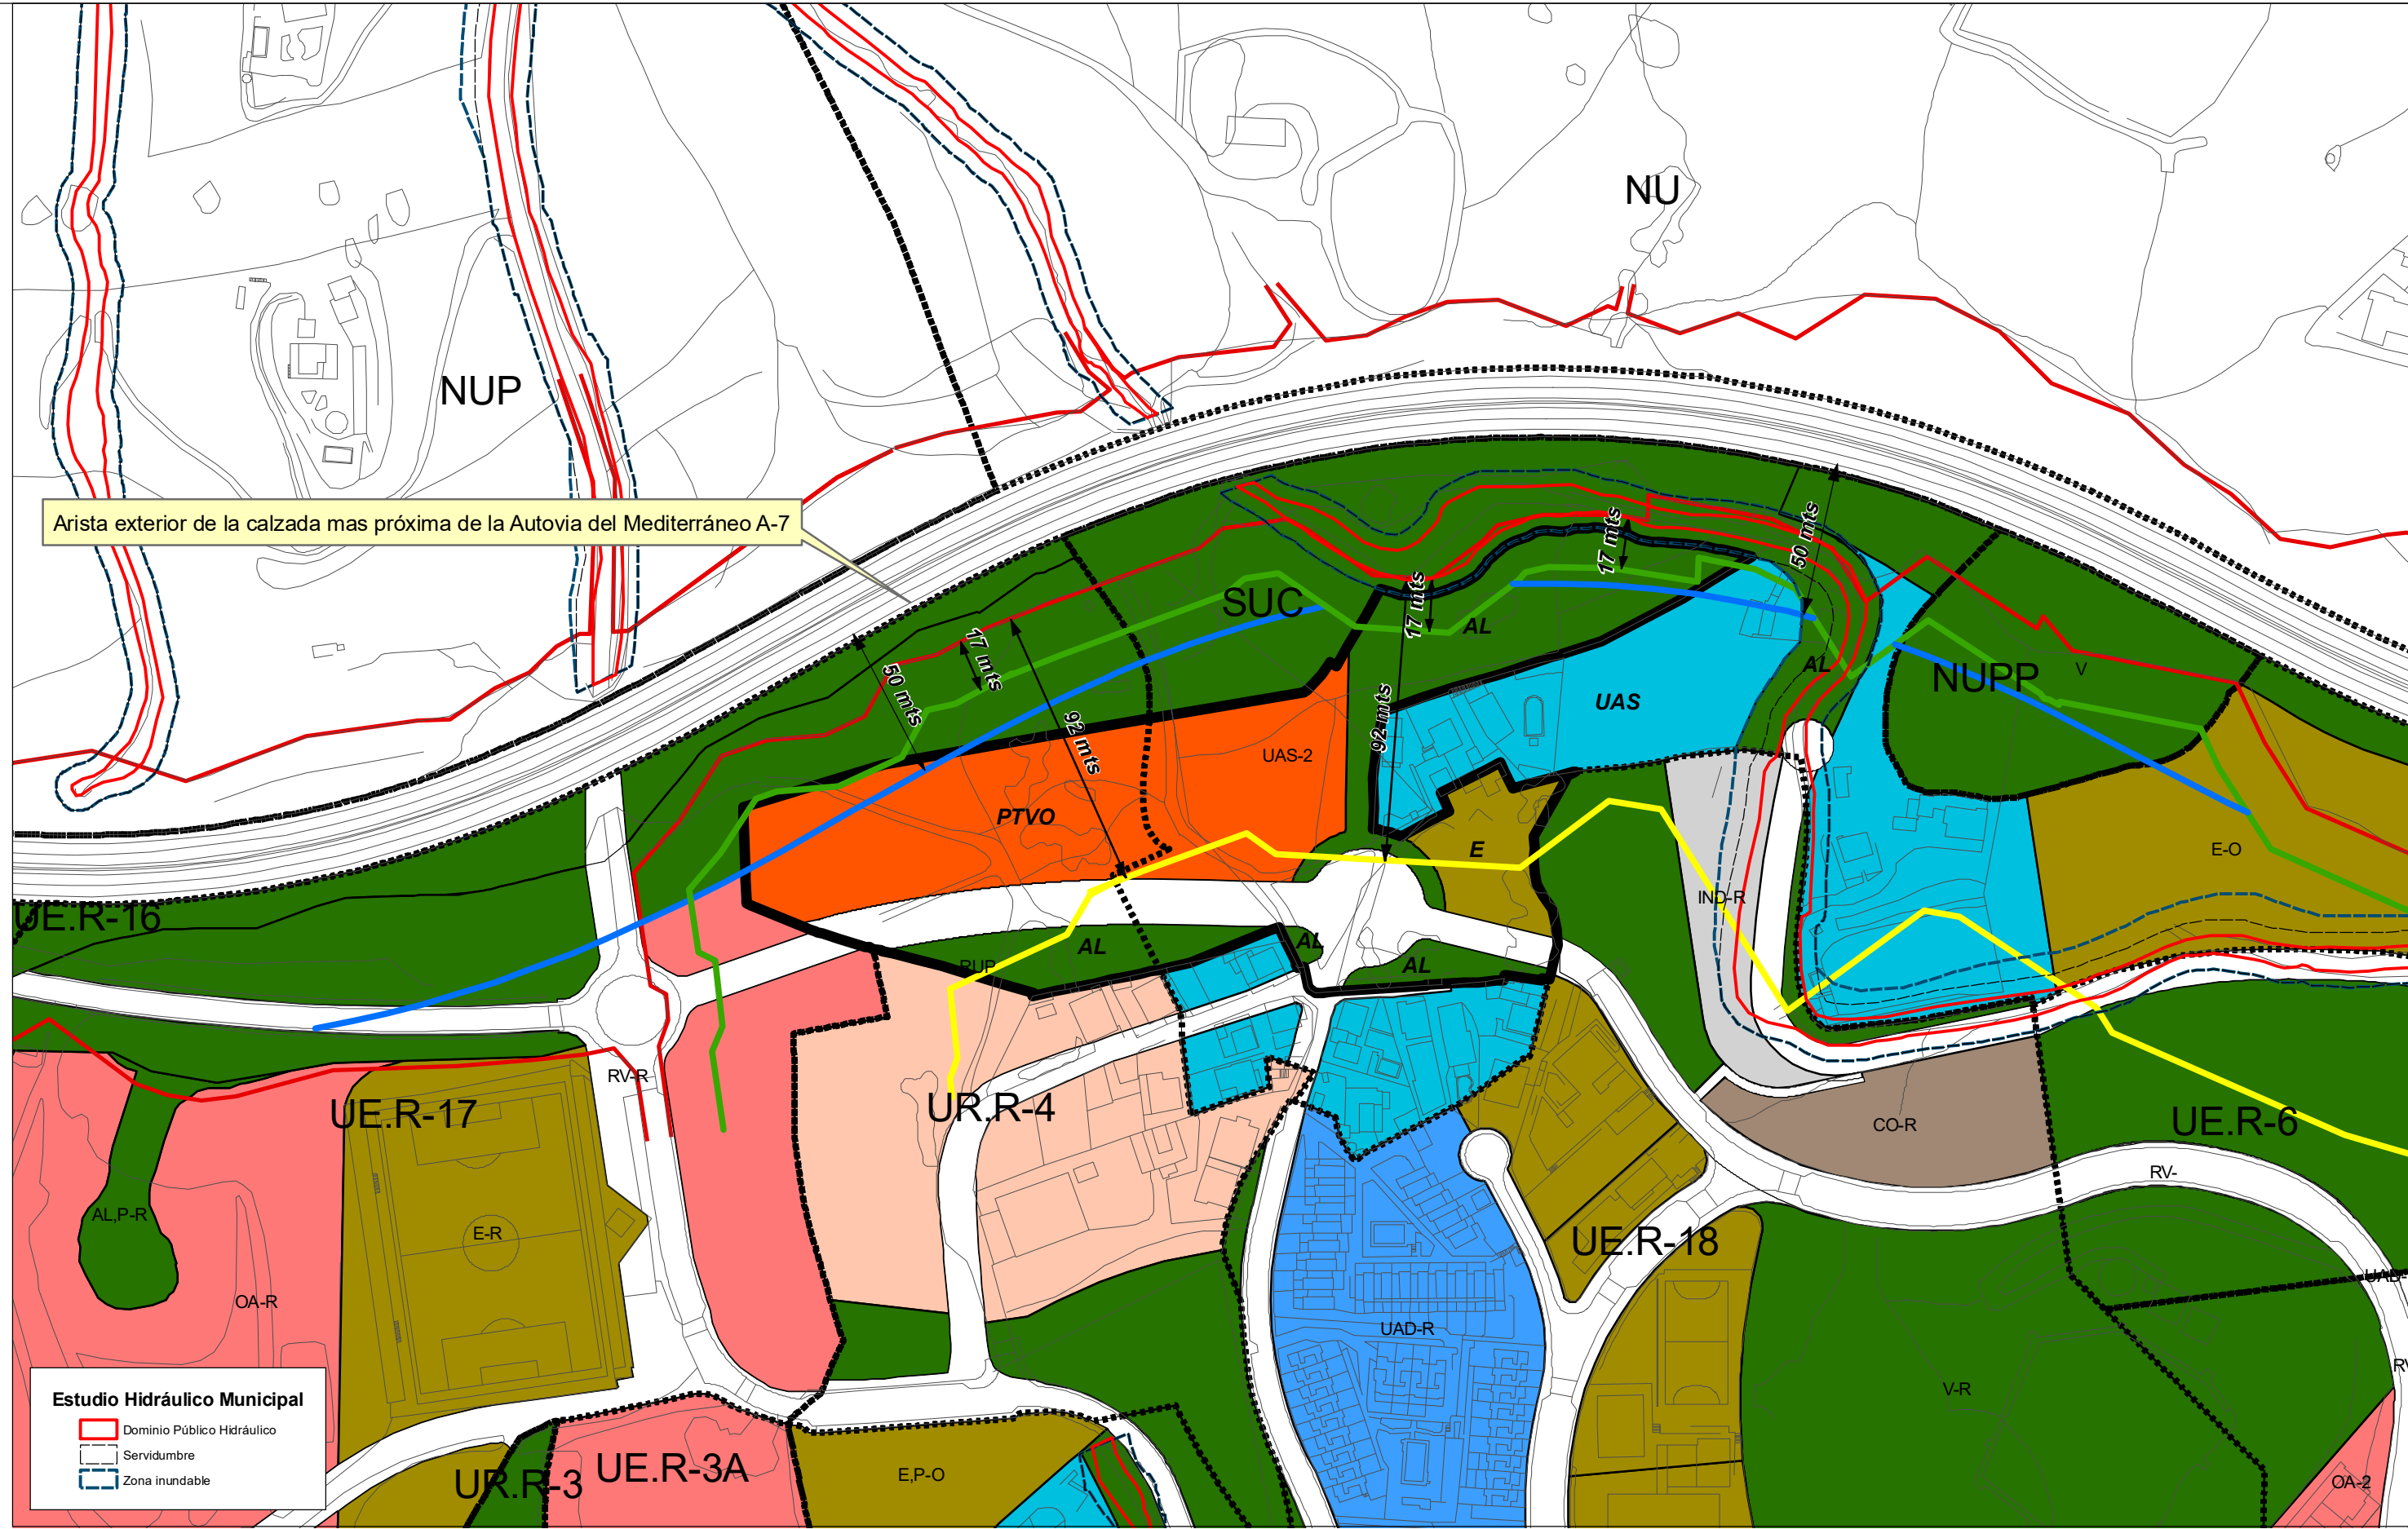 NU
NUP
Arista exterior de la calzada mas próxima de la Autovia del Mediterráneo A-7
50 mts
17 mts
17 mts
SUC
AL
17 mts
50 mts
92 mts
92 mts
AL
NUPP
V
UAS
UAS-2
PTVO
E
E-O
IND-R
UE.R-16
AL
AL
AL
RUP
RV-R
UE.R-17
UR.R-4
CO-R
UE.R-6
RV-
AL,P-R
E-R
UE.R-18
OA-R
UAD-
UAD-R
V-R
RV
Estudio Hidráulico Municipal
Dominio Público Hidráulico
Servidumbre
Zona inundable
UR.R-3
UE.R-3A
E,P-O
OA-2